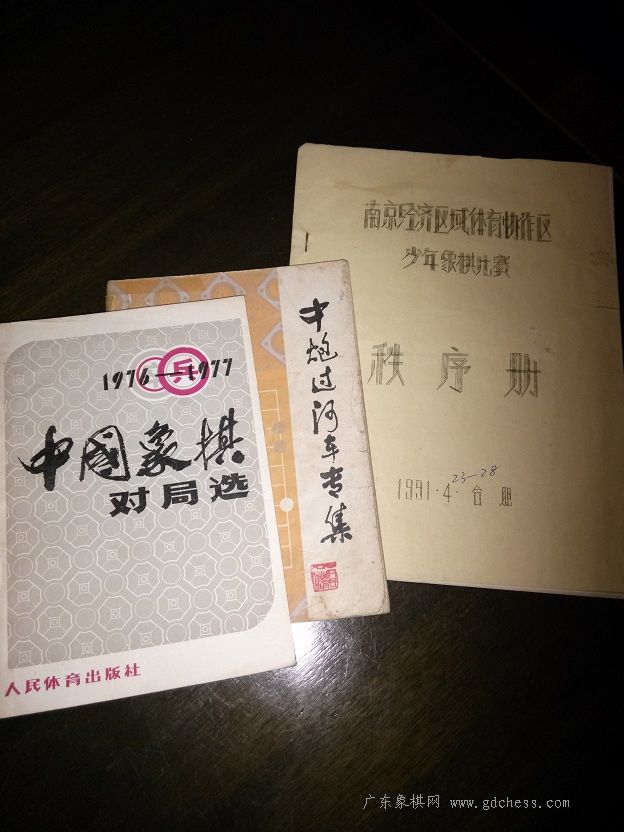 1976—1977
兵
中國象棋
对局选
人民体育出版社
中炮过河车专集
南京经济区域体育协作区
少年象棋比赛
秩序册
23-28
1991·4·合肥
广东象棋网 www.gdchess.com